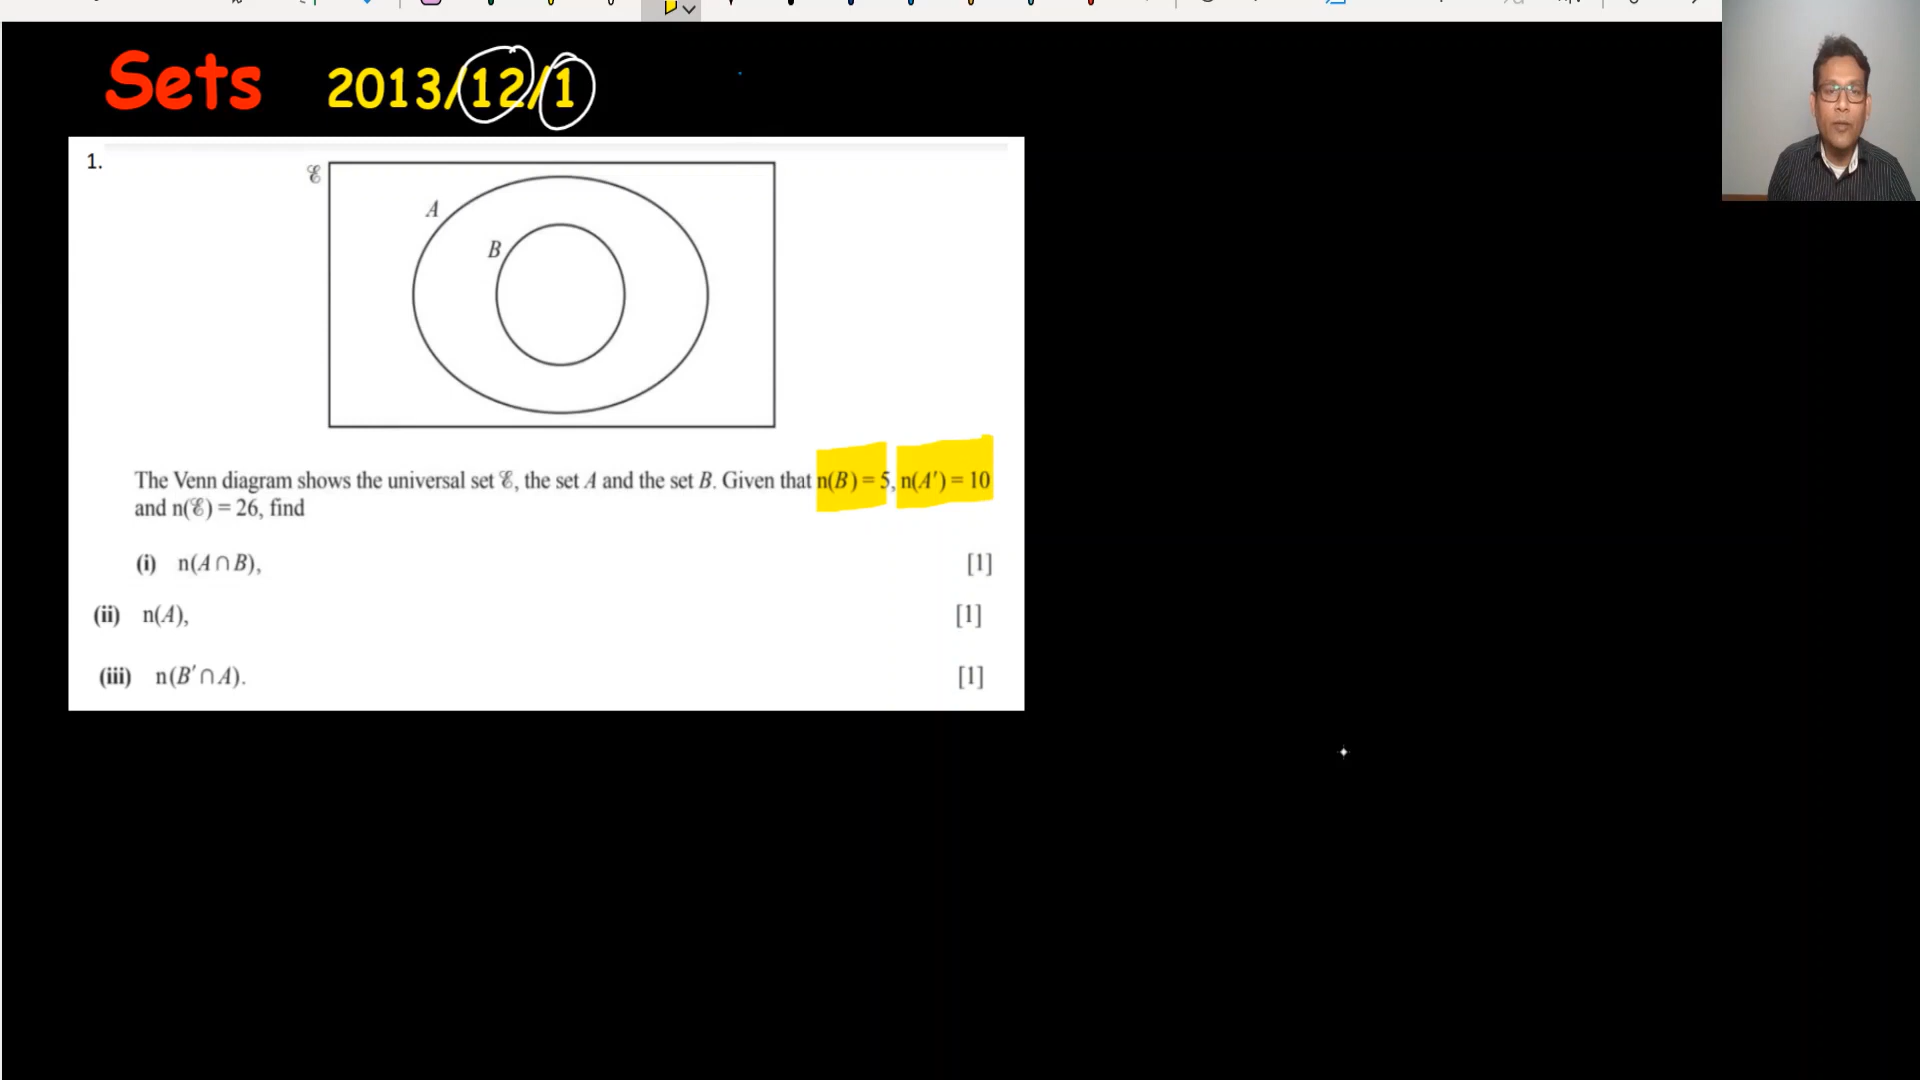 Sets 2013/12/1
1.
ℰ
A
B
The Venn diagram shows the universal set ℰ, the set A and the set B. Given that n(B) = 5, n(A′) = 10
and n(ℰ) = 26, find
(i) n(A ∩ B), [1]
(ii) n(A), [1]
(iii) n(B′ ∩ A). [1]